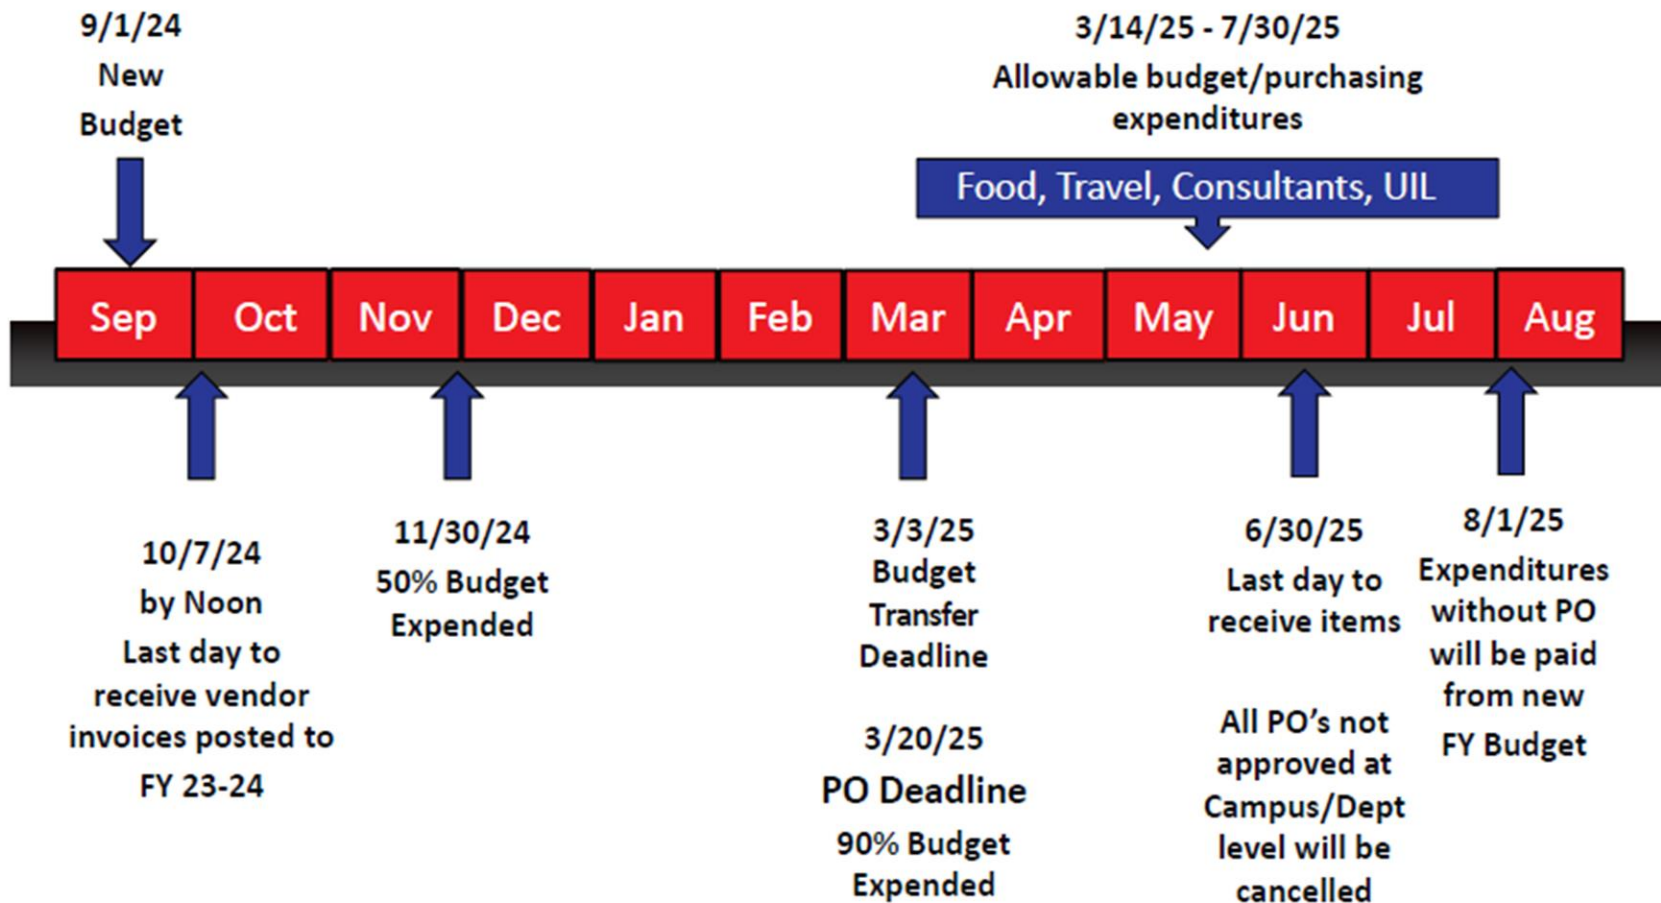 9/1/24
New
Budget
3/14/25 - 7/30/25
Allowable budget/purchasing
expenditures
Food, Travel, Consultants, UIL
Sep
Oct
Nov
Dec
Jan
Feb
Mar
Apr
May
Jun
Jul
Aug
10/7/24
by Noon
Last day to
receive vendor
invoices posted to
FY 23-24
11/30/24
50% Budget
Expended
3/3/25
Budget
Transfer
Deadline
3/20/25
PO Deadline
90% Budget
Expended
6/30/25
Last day to
receive items
All PO’s not
approved at
Campus/Dept
level will be
cancelled
8/1/25
Expenditures
without PO
will be paid
from new
FY Budget